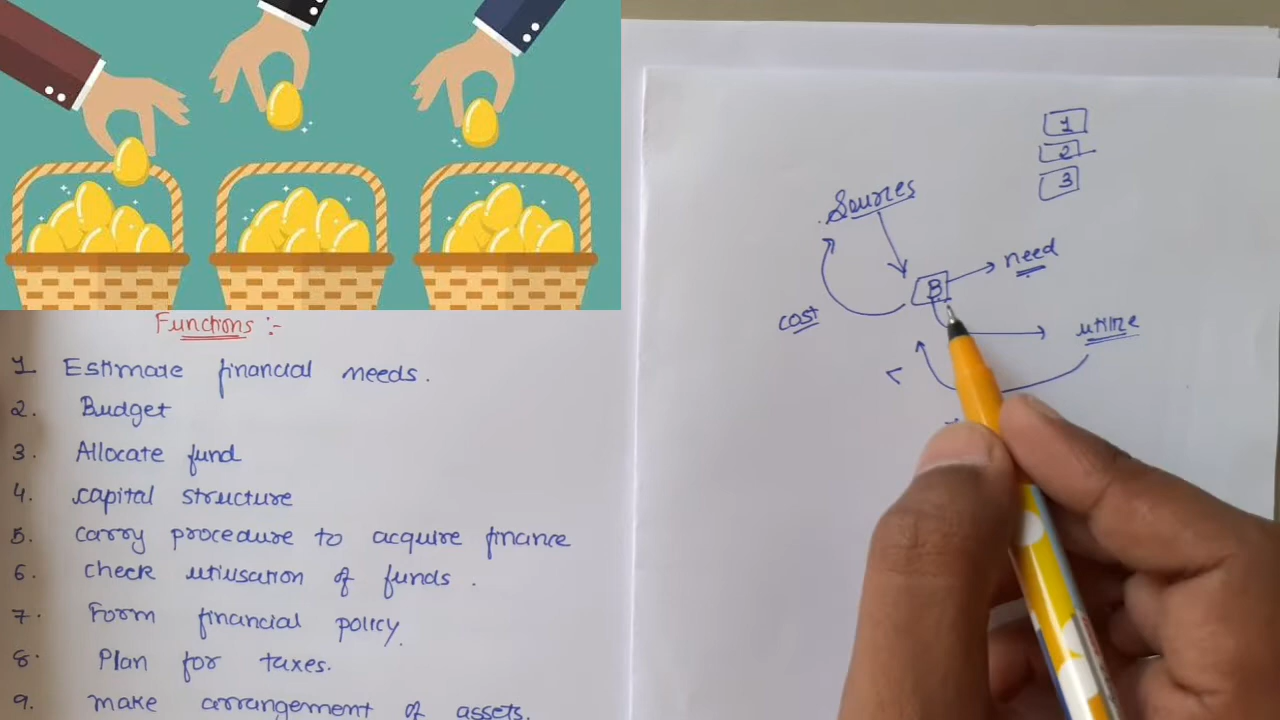 Functions :-
1 Estimate financial needs.
2. Budget
3. Allocate fund
4. capital structure
5. carry procedure to acquire finance
6. check utilisation of funds.
7. Form financial policy.
8. Plan for taxes.
9. make arrangement of assets.
1
2
3
Sources
need
B
cost
utilize